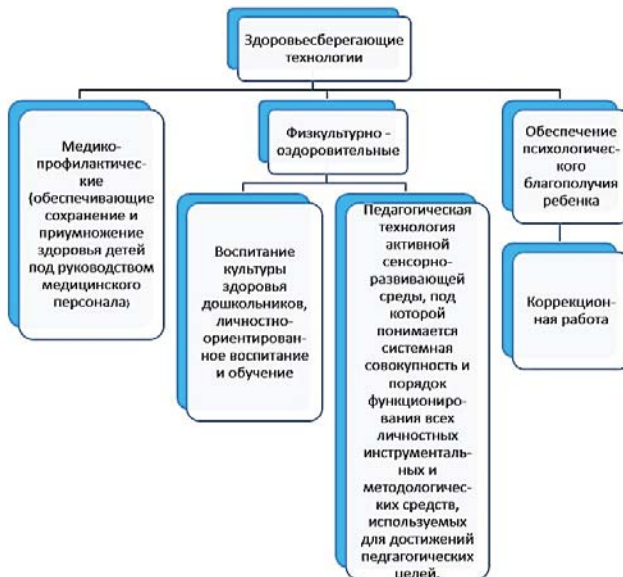 Здоровьесберегающие
технологии
Медико-
профилактичес-
кие
(обеспечивающие
сохранение и
приумножение
здоровья детей
под руководством
медицинского
персонала)
Физкультурно -
оздоровительные
Обеспечение
психологичес-
кого
благополучия
ребенка
Воспитание
культуры
здоровья
дошкольников,
личностно-
ориентирован-
ное воспитание
и обучение
Педагогическая
технология
активной
сенсорно-
развивающей
среды, под
которой
понимается
системная
совокупность и
порядок
функциониро-
вания всех
личностных
инструменталь-
ных и
методологичес-
ких средств,
используемых
для достижений
педгагогических
целей.
Коррекцион-
ная работа